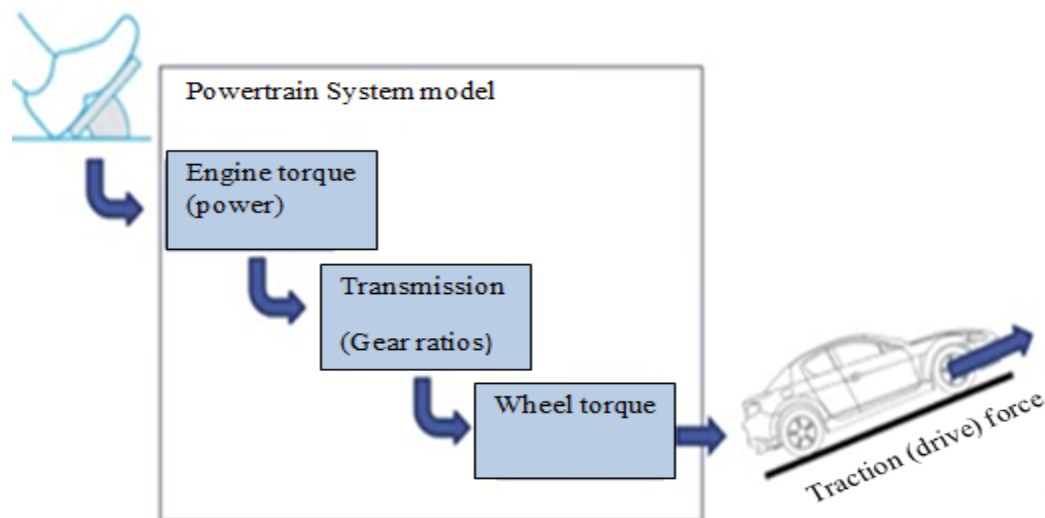 Powertrain System model
Engine torque
(power)
Transmission
(Gear ratios)
Wheel torque
Traction (drive) force